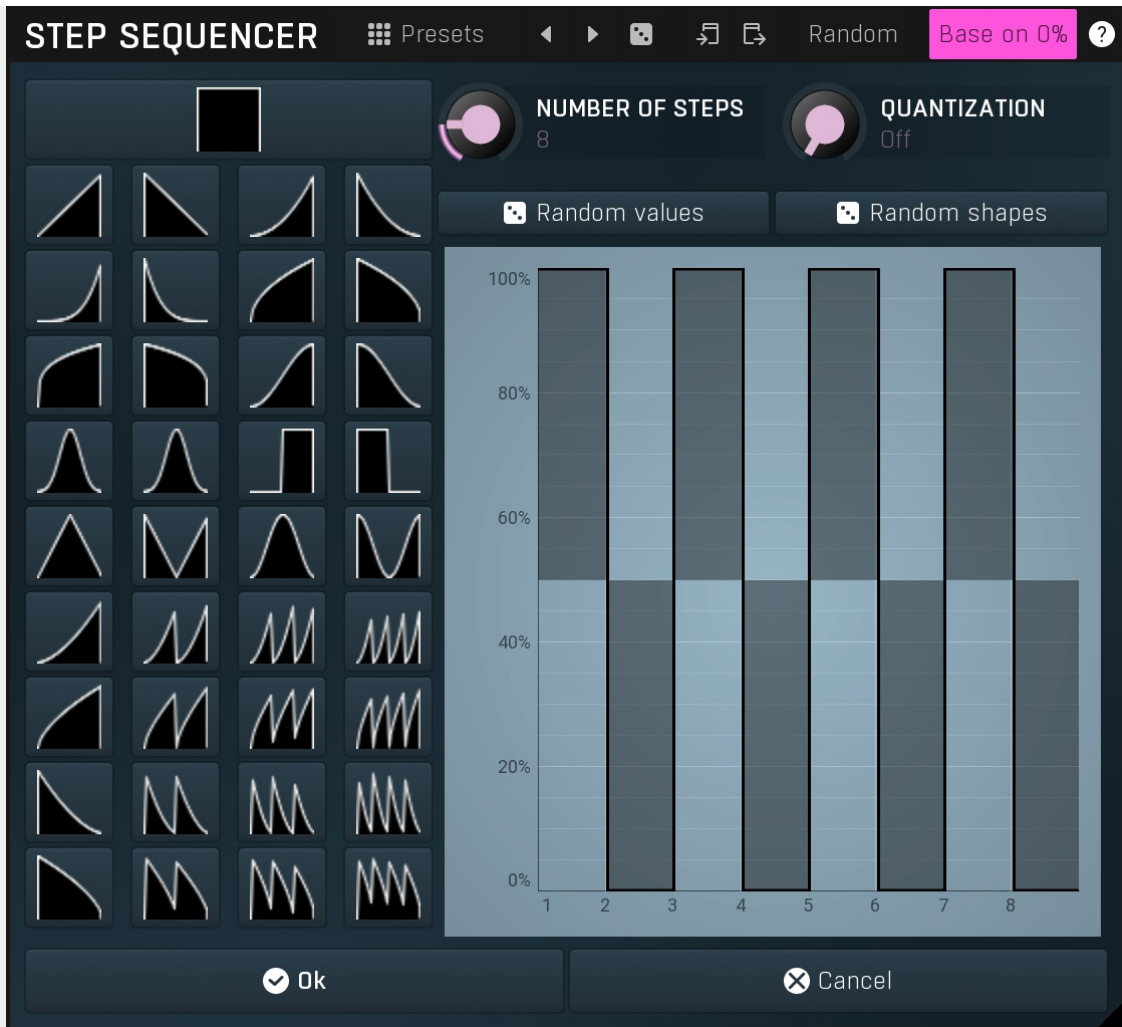 STEP SEQUENCER Presets Random Base on 0% ?
NUMBER OF STEPS
8
QUANTIZATION
Off
Random values
Random shapes
100%
80%
60%
40%
20%
0%
1 2 3 4 5 6 7 8
Ok
Cancel